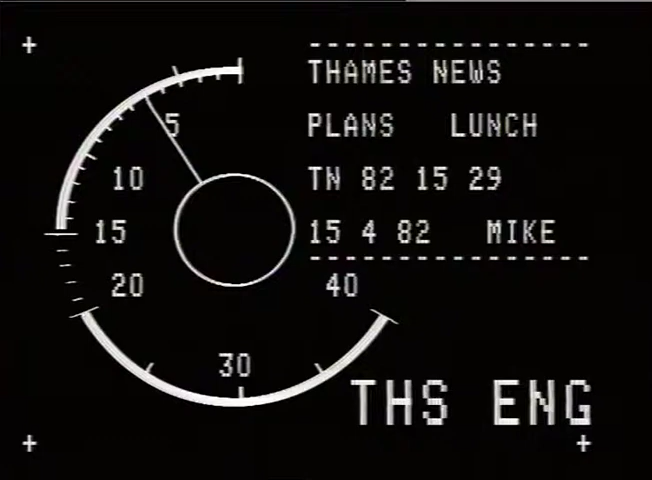 THAMES NEWS
PLANS LUNCH
TN 82 15 29
15 4 82 MIKE
5
10
15
20
30
40
THS ENG